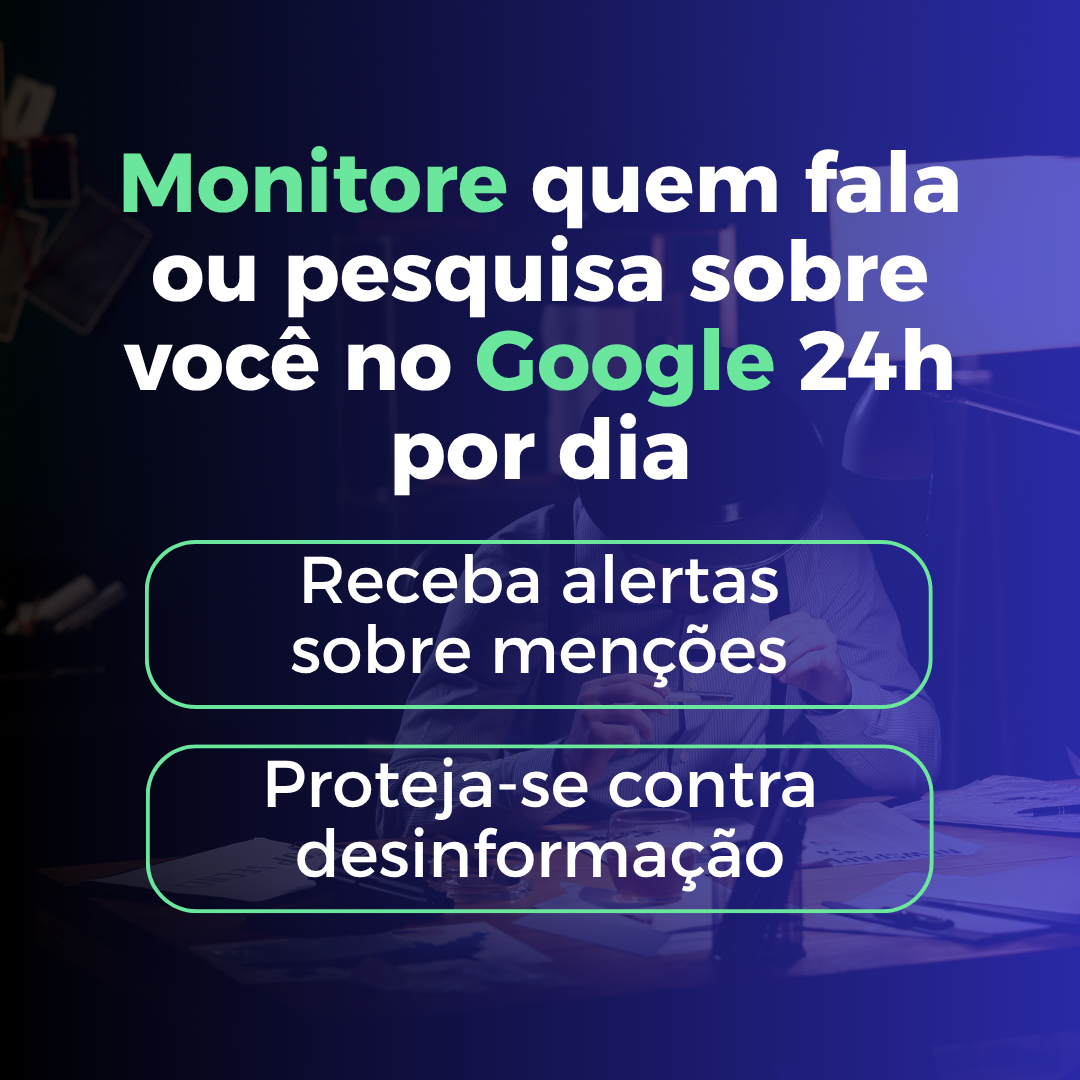 Monitore quem fala
ou pesquisa sobre
você no Google 24h
por dia
Receba alertas
sobre menções
Proteja-se contra
desinformação